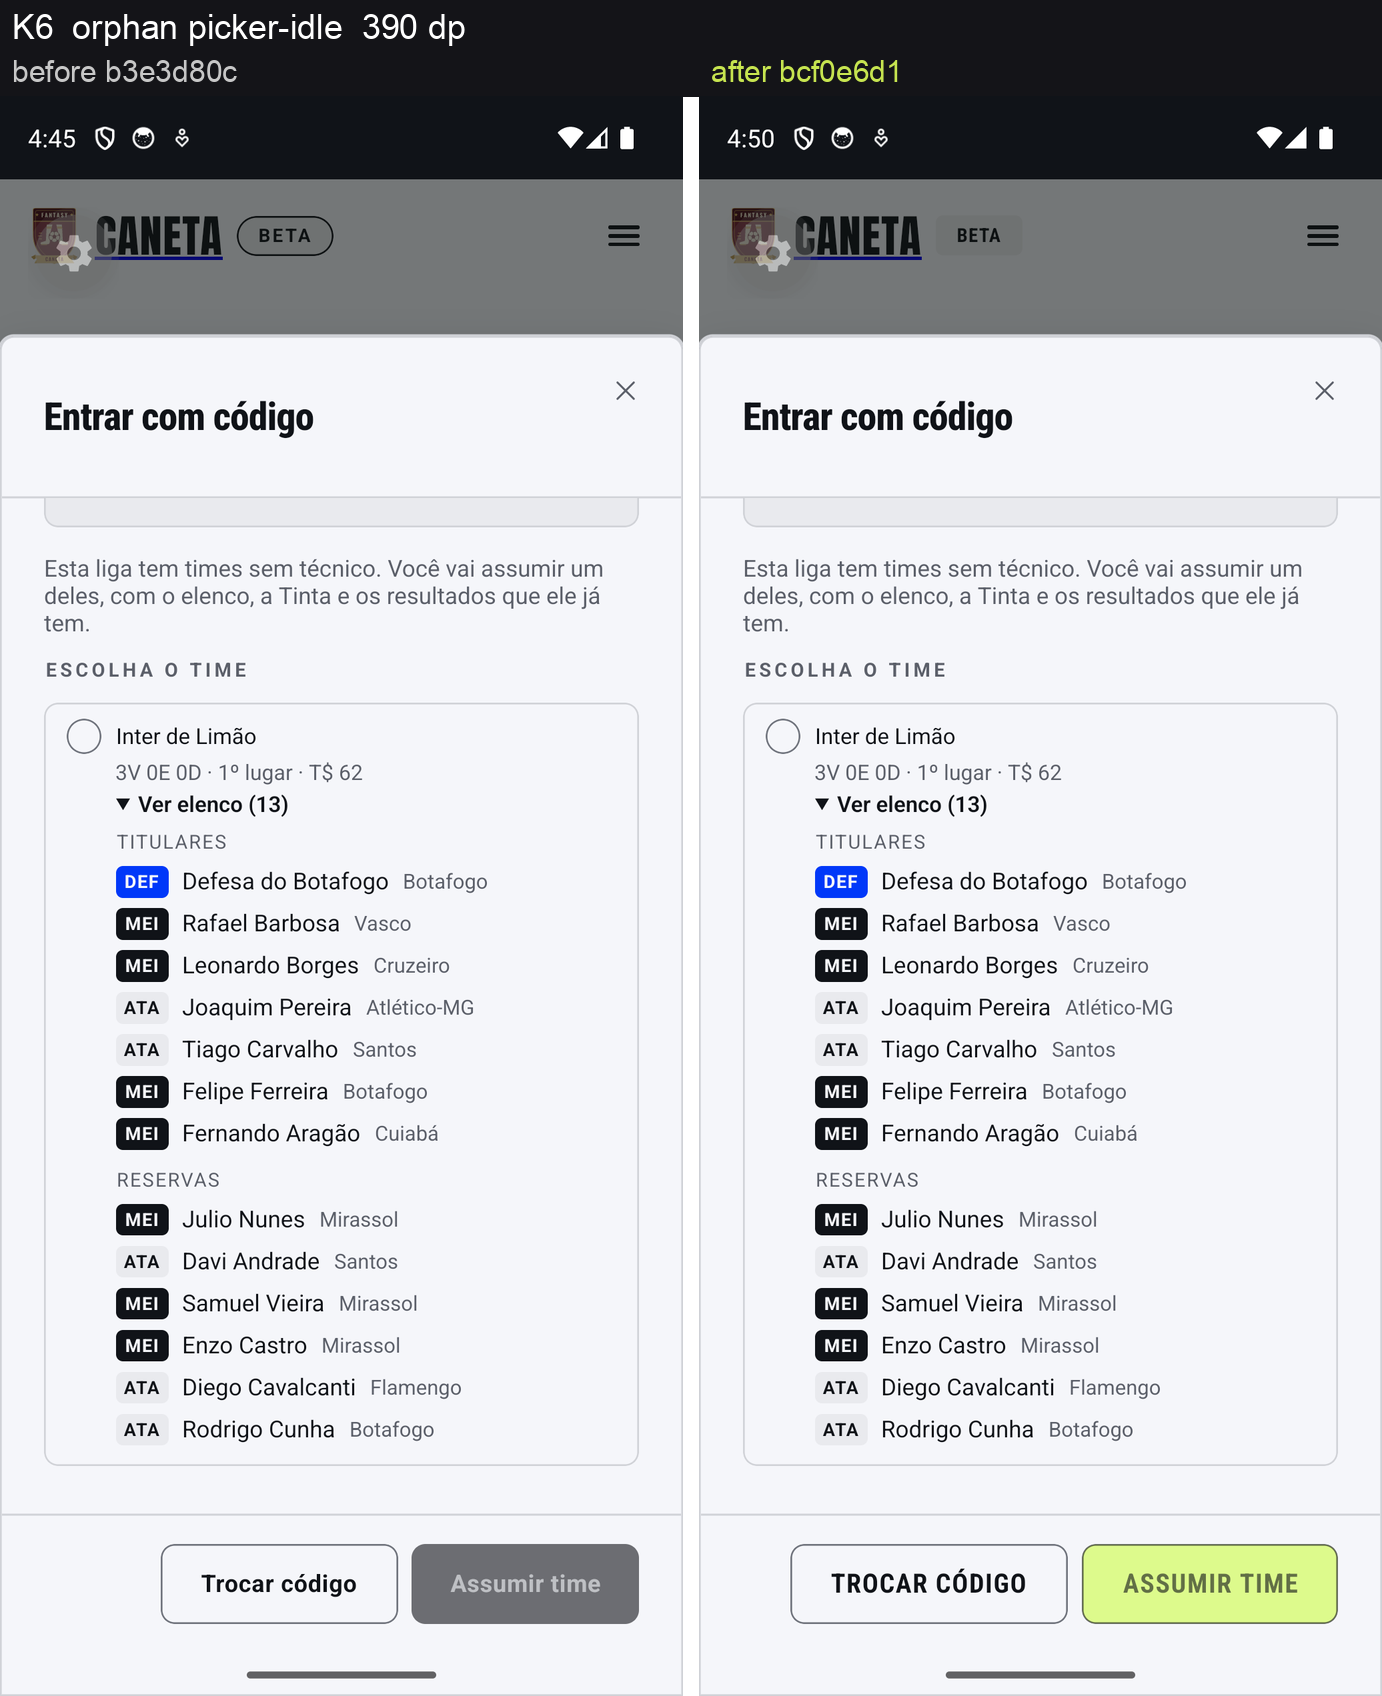 K6 orphan picker-idle 390 dp
before b3e3d80c
after bcf0e6d1
4:45
FANTASY
CANETA
BETA
Entrar com código
Esta liga tem times sem técnico. Você vai assumir um
deles, com o elenco, a Tinta e os resultados que ele já
tem.
ESCOLHA O TIME
Inter de Limão
3V 0E 0D · 1º lugar · T$ 62
▼ Ver elenco (13)
TITULARES
DEF Defesa do Botafogo Botafogo
MEI Rafael Barbosa Vasco
MEI Leonardo Borges Cruzeiro
ATA Joaquim Pereira Atlético-MG
ATA Tiago Carvalho Santos
MEI Felipe Ferreira Botafogo
MEI Fernando Aragão Cuiabá
RESERVAS
MEI Julio Nunes Mirassol
ATA Davi Andrade Santos
MEI Samuel Vieira Mirassol
MEI Enzo Castro Mirassol
ATA Diego Cavalcanti Flamengo
ATA Rodrigo Cunha Botafogo
Trocar código
Assumir time
4:50
FANTASY
CANETA
BETA
Entrar com código
Esta liga tem times sem técnico. Você vai assumir um
deles, com o elenco, a Tinta e os resultados que ele já
tem.
ESCOLHA O TIME
Inter de Limão
3V 0E 0D · 1º lugar · T$ 62
▼ Ver elenco (13)
TITULARES
DEF Defesa do Botafogo Botafogo
MEI Rafael Barbosa Vasco
MEI Leonardo Borges Cruzeiro
ATA Joaquim Pereira Atlético-MG
ATA Tiago Carvalho Santos
MEI Felipe Ferreira Botafogo
MEI Fernando Aragão Cuiabá
RESERVAS
MEI Julio Nunes Mirassol
ATA Davi Andrade Santos
MEI Samuel Vieira Mirassol
MEI Enzo Castro Mirassol
ATA Diego Cavalcanti Flamengo
ATA Rodrigo Cunha Botafogo
TROCAR CÓDIGO
ASSUMIR TIME